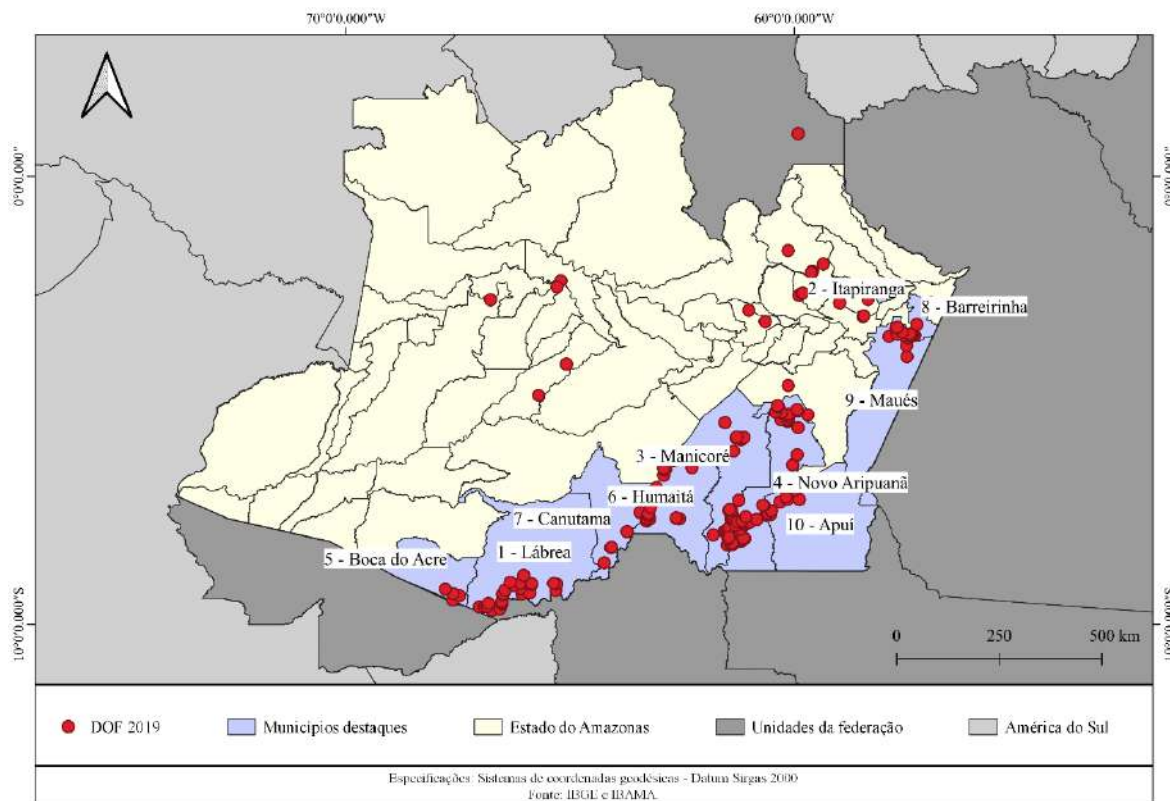 70°0'0.000"W 60°0'0.000"W
0°0'0.000" 0°0'0.000"
2 - Itapiranga
8 - Barreirinha
9 - Maués
3 - Manicoré
4 - Novo Aripuanã
6 - Humaitá
7 - Canutama
10 - Apuí
1 - Lábrea
5 - Boca do Acre
10°0'0.000"S 10°0'0.000"S
0 250 500 km
DOF 2019 Municípios destaques Estado do Amazonas Unidades da federação América do Sul
Especificações: Sistemas de coordenadas geodésicas - Datum Sirgas 2000
Fonte: IBGE e IBAMA.